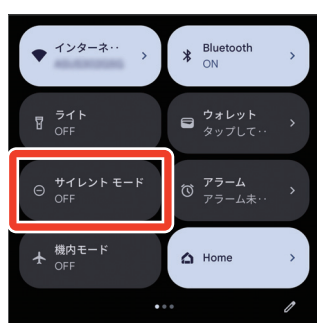 インターネ‥
Bluetooth
ON
ライト
OFF
ウォレット
タップして‥
サイレント モード
OFF
アラーム
アラーム未‥
機内モード
OFF
Home